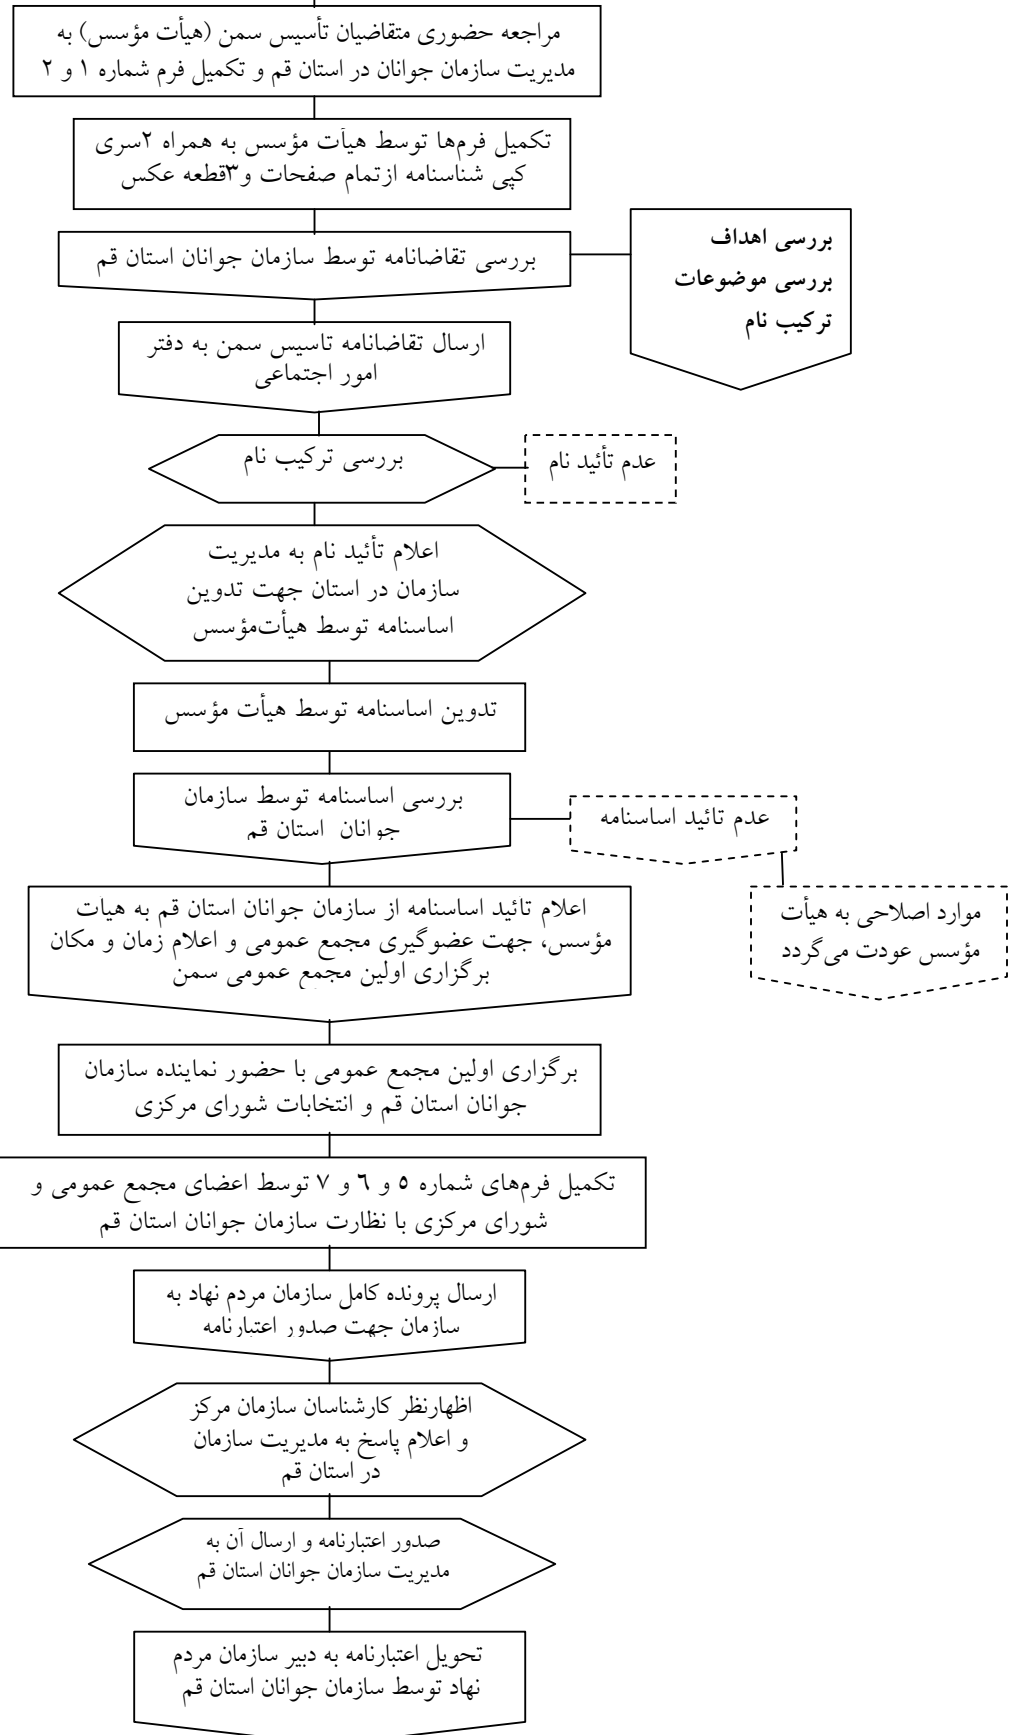 مراجعه حضوری متقاضیان تأسیس سمن (هیأت مؤسس) به
مدیریت سازمان جوانان در استان قم و تکمیل فرم شماره ۱ و ۲
تکمیل فرم‌ها توسط هیأت مؤسس به همراه ۲سری
کپی شناسنامه ازتمام صفحات و۳قطعه عکس
بررسی تقاضانامه توسط سازمان جوانان استان قم
بررسی اهداف
بررسی موضوعات
ترکیب نام
ارسال تقاضانامه تاسیس سمن به دفتر
امور اجتماعی
بررسی ترکیب نام
عدم تأئید نام
اعلام تأئید نام به مدیریت
سازمان در استان جهت تدوین
اساسنامه توسط هیأت‌مؤسس
تدوین اساسنامه توسط هیأت مؤسس
بررسی اساسنامه توسط سازمان
جوانان استان قم
عدم تائید اساسنامه
موارد اصلاحی به هیأت
مؤسس عودت می‌گردد
اعلام تائید اساسنامه از سازمان جوانان استان قم به هیات
مؤسس، جهت عضوگیری مجمع عمومی و اعلام زمان و مکان
برگزاری اولین مجمع عمومی سمن
برگزاری اولین مجمع عمومی با حضور نماینده سازمان
جوانان استان قم و انتخابات شورای مرکزی
تکمیل فرم‌های شماره ٥ و ٦ و ۷ توسط اعضای مجمع عمومی و
شورای مرکزی با نظارت سازمان جوانان استان قم
ارسال پرونده کامل سازمان مردم نهاد به
سازمان جهت صدور اعتبارنامه
اظهارنظر کارشناسان سازمان مرکز
و اعلام پاسخ به مدیریت سازمان
در استان قم
صدور اعتبارنامه و ارسال آن به
مدیریت سازمان جوانان استان قم
تحویل اعتبارنامه به دبیر سازمان مردم
نهاد توسط سازمان جوانان استان قم